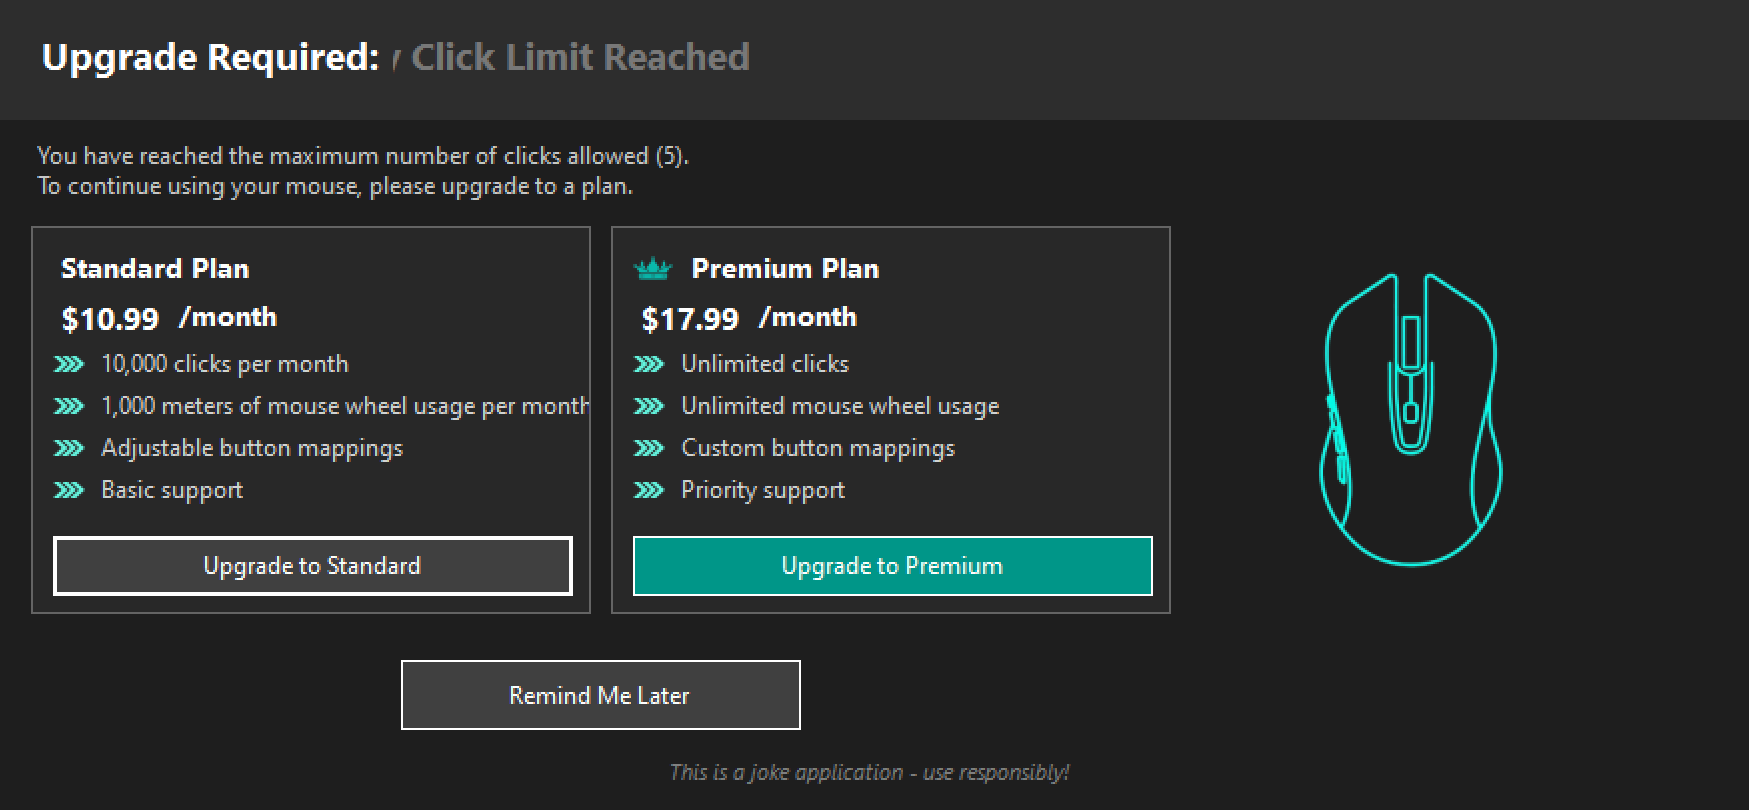 Upgrade Required: Click Limit Reached
You have reached the maximum number of clicks allowed (5).
To continue using your mouse, please upgrade to a plan.
Standard Plan
$10.99 /month
10,000 clicks per month
1,000 meters of mouse wheel usage per month
Adjustable button mappings
Basic support
Upgrade to Standard
Premium Plan
$17.99 /month
Unlimited clicks
Unlimited mouse wheel usage
Custom button mappings
Priority support
Upgrade to Premium
Remind Me Later
This is a joke application - use responsibly!